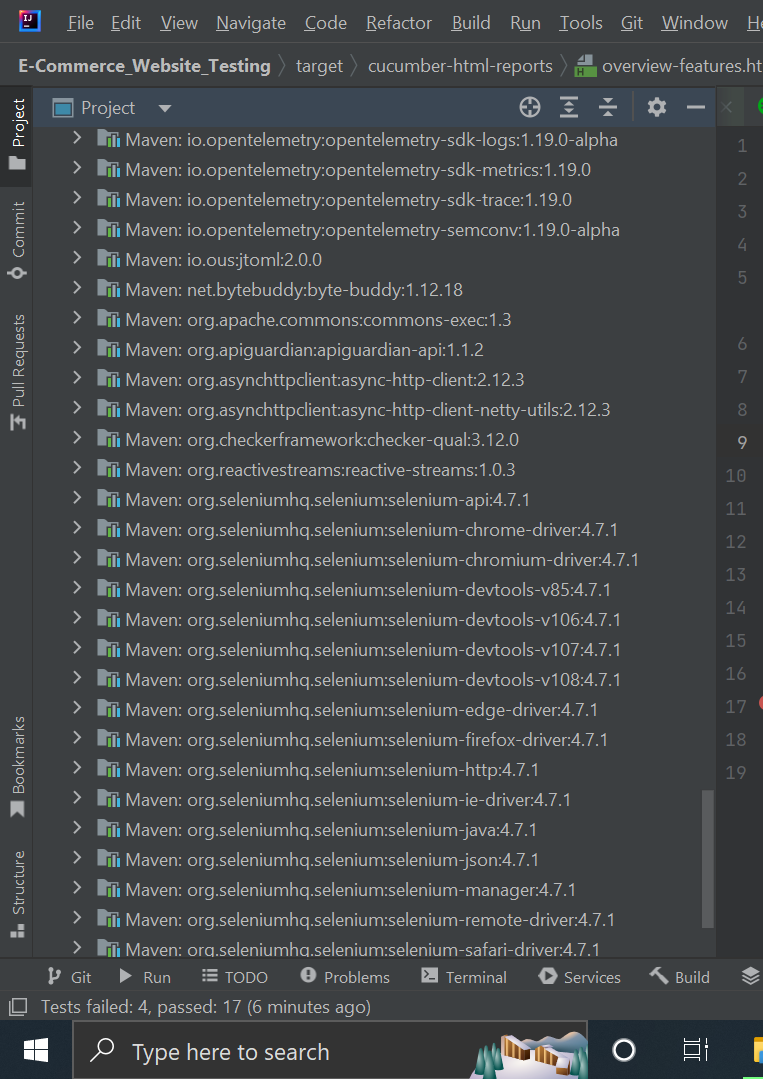 IJ
File Edit View Navigate Code Refactor Build Run Tools Git Window
E-Commerce_Website_Testing target cucumber-html-reports overview-features.ht
Project
Maven: io.opentelemetry:opentelemetry-sdk-logs:1.19.0-alpha
Maven: io.opentelemetry:opentelemetry-sdk-metrics:1.19.0
Maven: io.opentelemetry:opentelemetry-sdk-trace:1.19.0
Maven: io.opentelemetry:opentelemetry-semconv:1.19.0-alpha
Maven: io.ous:jtoml:2.0.0
Maven: net.bytebuddy:byte-buddy:1.12.18
Maven: org.apache.commons:commons-exec:1.3
Maven: org.apiguardian:apiguardian-api:1.1.2
Maven: org.asynchttpclient:async-http-client:2.12.3
Maven: org.asynchttpclient:async-http-client-netty-utils:2.12.3
Maven: org.checkerframework:checker-qual:3.12.0
Maven: org.reactivestreams:reactive-streams:1.0.3
Maven: org.seleniumhq.selenium:selenium-api:4.7.1
Maven: org.seleniumhq.selenium:selenium-chrome-driver:4.7.1
Maven: org.seleniumhq.selenium:selenium-chromium-driver:4.7.1
Maven: org.seleniumhq.selenium:selenium-devtools-v85:4.7.1
Maven: org.seleniumhq.selenium:selenium-devtools-v106:4.7.1
Maven: org.seleniumhq.selenium:selenium-devtools-v107:4.7.1
Maven: org.seleniumhq.selenium:selenium-devtools-v108:4.7.1
Maven: org.seleniumhq.selenium:selenium-edge-driver:4.7.1
Maven: org.seleniumhq.selenium:selenium-firefox-driver:4.7.1
Maven: org.seleniumhq.selenium:selenium-http:4.7.1
Maven: org.seleniumhq.selenium:selenium-ie-driver:4.7.1
Maven: org.seleniumhq.selenium:selenium-java:4.7.1
Maven: org.seleniumhq.selenium:selenium-json:4.7.1
Maven: org.seleniumhq.selenium:selenium-manager:4.7.1
Maven: org.seleniumhq.selenium:selenium-remote-driver:4.7.1
Maven: org.seleniumhq.selenium:selenium-safari-driver:4.7.1
Project
Commit
Pull Requests
Bookmarks
Structure
1
2
3
4
5
6
7
8
9
10
11
12
13
14
15
16
17
18
19
Git Run TODO Problems Terminal Services Build
Tests failed: 4, passed: 17 (6 minutes ago)
Type here to search